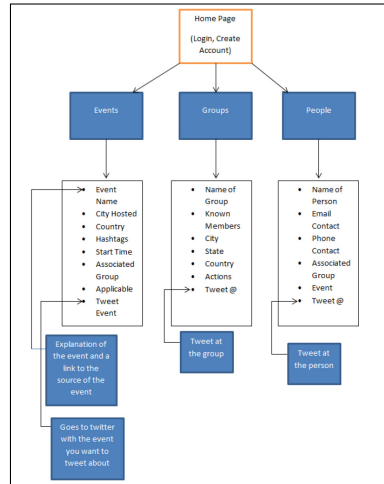 Home Page
(Login, Create
Account)
Events
Groups
People
Event
Name
City Hosted
Country
Hashtags
Start Time
Associated
Group
Applicable
Tweet
Event
Name of
Group
Known
Members
City
State
Country
Actions
Tweet @
Name of
Person
Email
Contact
Phone
Contact
Associated
Group
Event
Tweet @
Explanation of
the event and a
link to the
source of the
event
Tweet at
the group
Tweet at
the person
Goes to twitter
with the event
you want to
tweet about